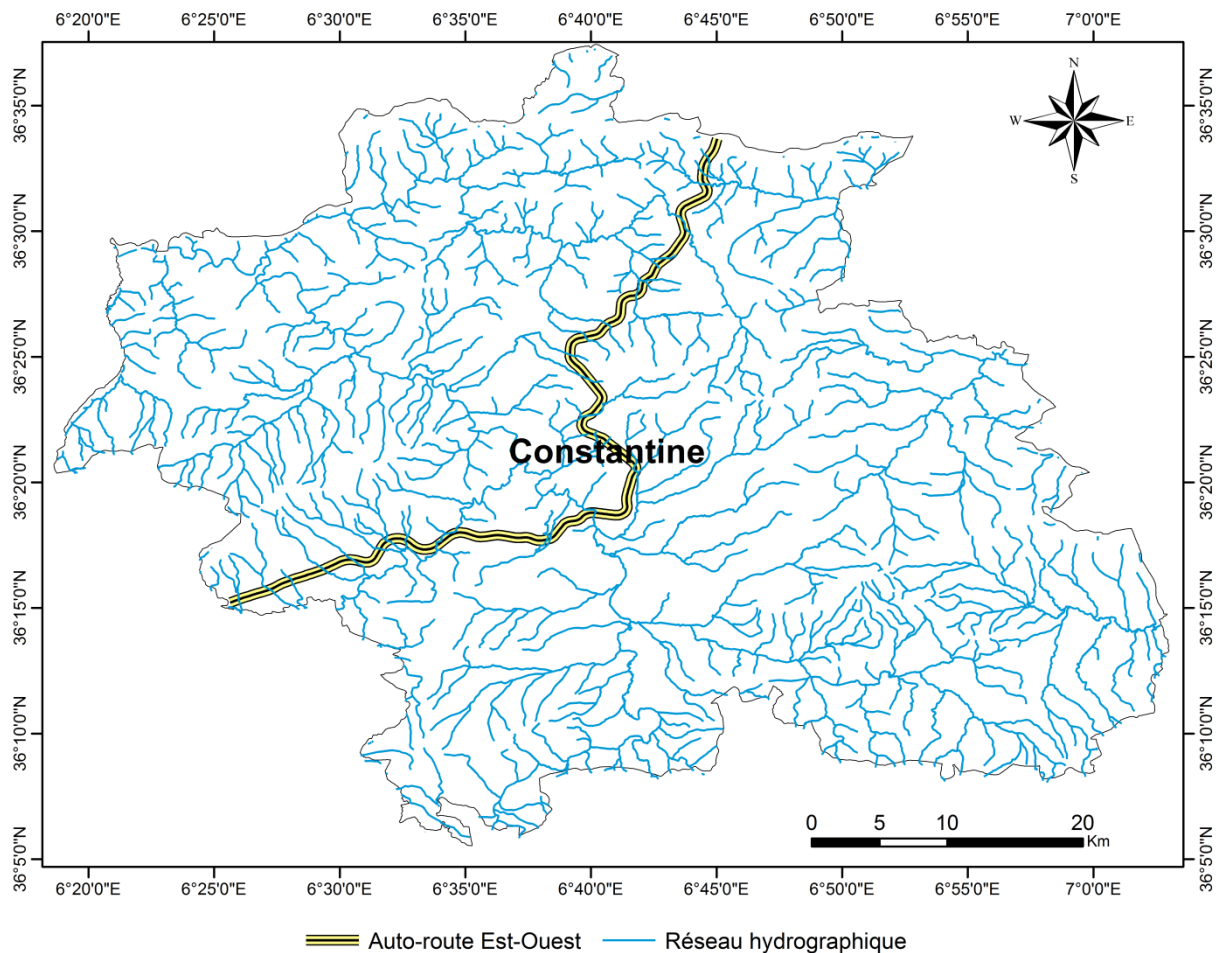 6°20'0"E 6°25'0"E 6°30'0"E 6°35'0"E 6°40'0"E 6°45'0"E 6°50'0"E 6°55'0"E 7°0'0"E
36°35'0"N 36°35'0"N
N
W E
S
36°30'0"N 36°30'0"N
36°25'0"N 36°25'0"N
Constantine
36°20'0"N 36°20'0"N
36°15'0"N 36°15'0"N
36°10'0"N 36°10'0"N
0 5 10 20
Km
36°5'0"N 36°5'0"N
6°20'0"E 6°25'0"E 6°30'0"E 6°35'0"E 6°40'0"E 6°45'0"E 6°50'0"E 6°55'0"E 7°0'0"E
Auto-route Est-Ouest Réseau hydrographique